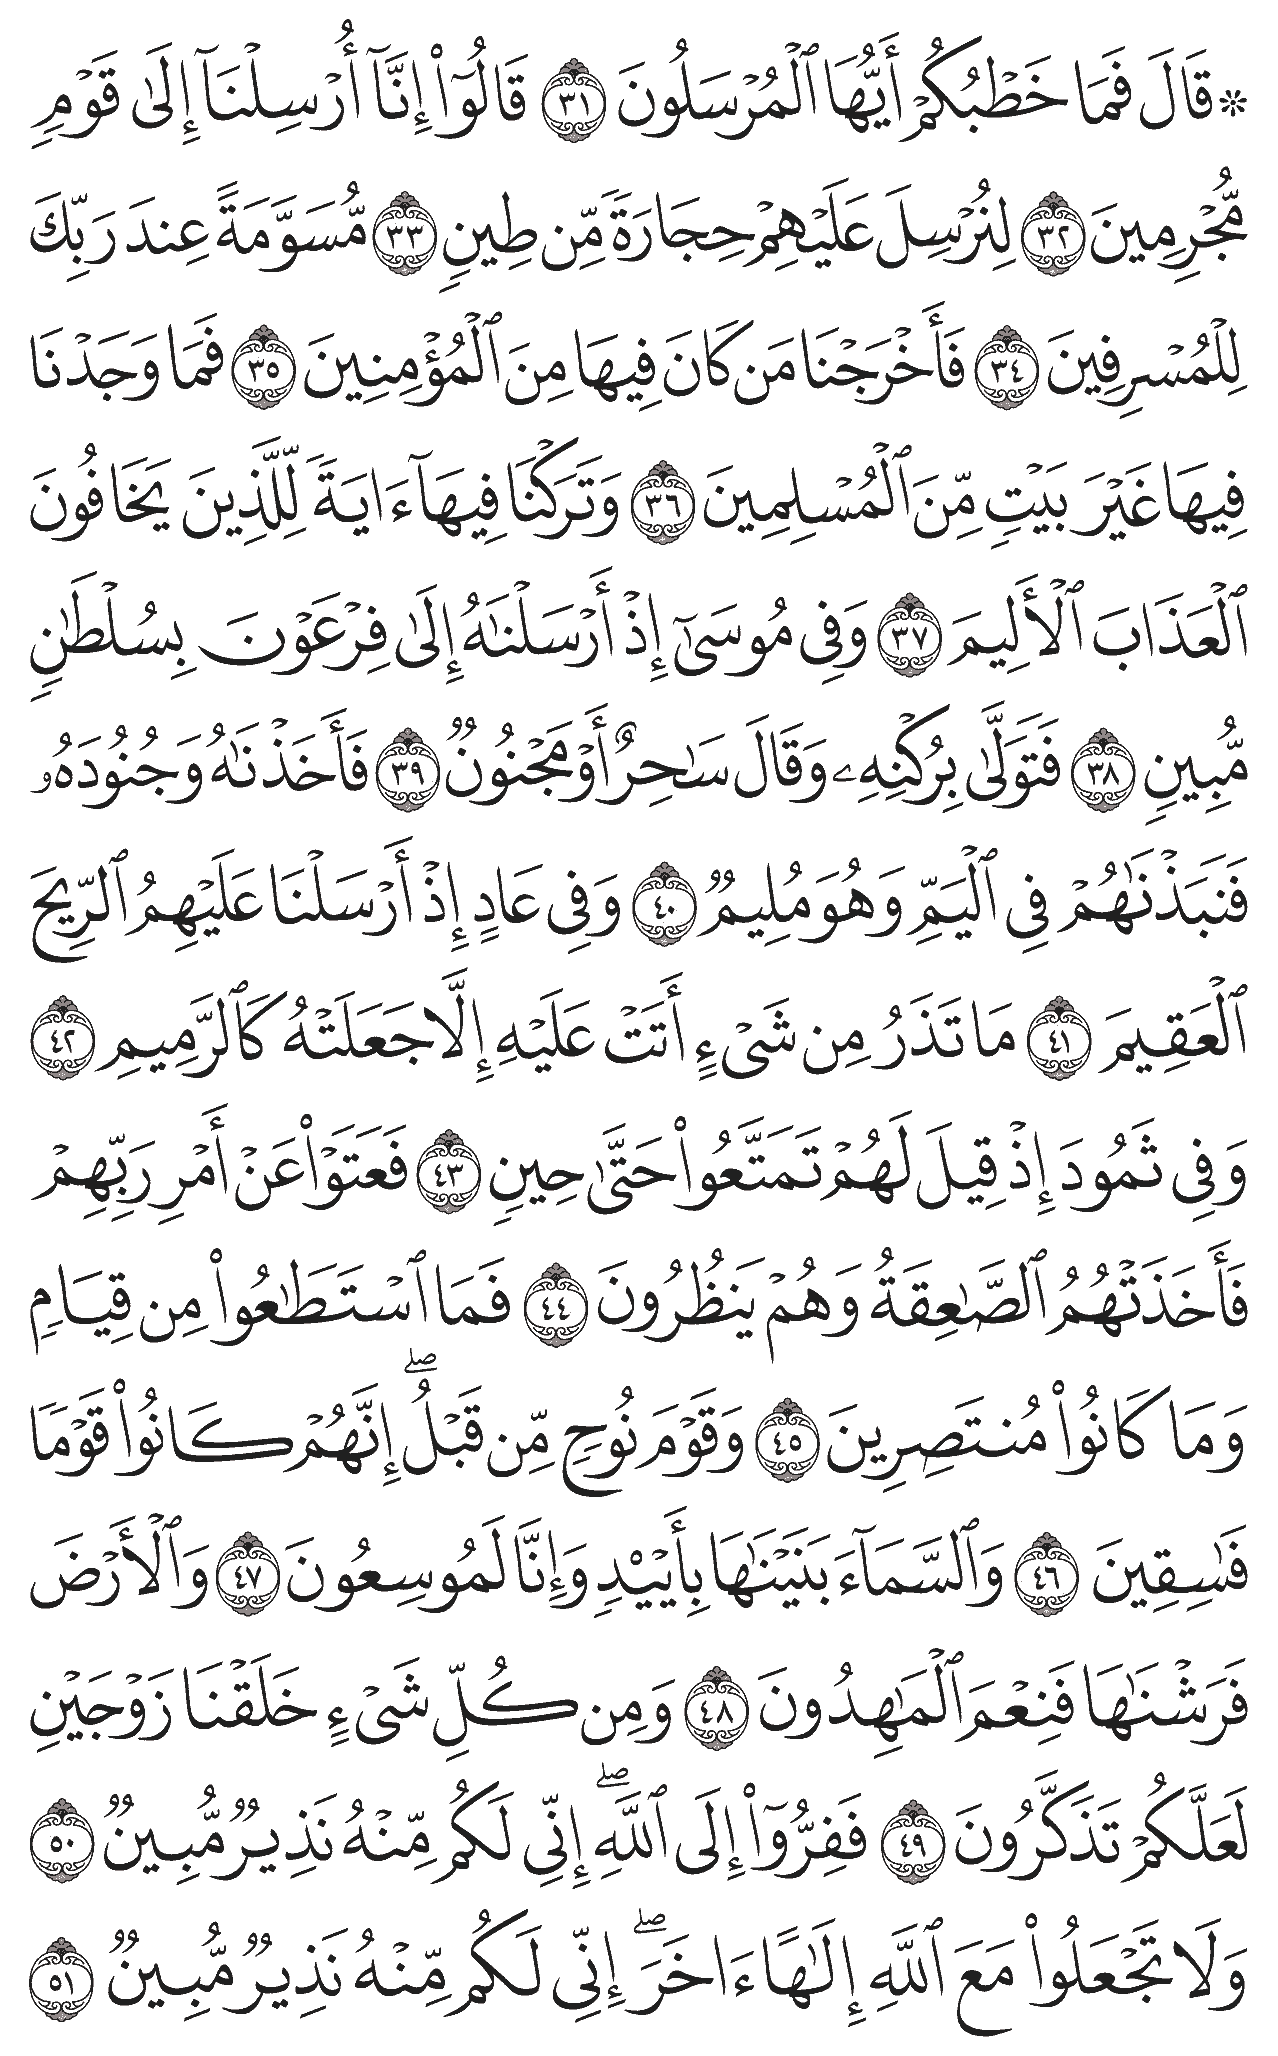 ۞ قَالَ فَمَا خَطْبُكُمْ أَيُّهَا ٱلْمُرْسَلُونَ ٣١ قَالُوٓا۟ إِنَّآ أُرْسِلْنَآ إِلَىٰ قَوْمٍ
مُّجْرِمِينَ ٣٢ لِنُرْسِلَ عَلَيْهِمْ حِجَارَةً مِّن طِينٍ ٣٣ مُّسَوَّمَةً عِندَ رَبِّكَ
لِلْمُسْرِفِينَ ٣٤ فَأَخْرَجْنَا مَن كَانَ فِيهَا مِنَ ٱلْمُؤْمِنِينَ ٣٥ فَمَا وَجَدْنَا
فِيهَا غَيْرَ بَيْتٍ مِّنَ ٱلْمُسْلِمِينَ ٣٦ وَتَرَكْنَا فِيهَآ ءَايَةً لِّلَّذِينَ يَخَافُونَ
ٱلْعَذَابَ ٱلْأَلِيمَ ٣٧ وَفِى مُوسَىٰٓ إِذْ أَرْسَلْنَٰهُ إِلَىٰ فِرْعَوْنَ بِسُلْطَٰنٍ
مُّبِينٍ ٣٨ فَتَوَلَّىٰ بِرُكْنِهِۦ وَقَالَ سَٰحِرٌ أَوْ مَجْنُونٌ ٣٩ فَأَخَذْنَٰهُ وَجُنُودَهُۥ
فَنَبَذْنَٰهُمْ فِى ٱلْيَمِّ وَهُوَ مُلِيمٌ ٤٠ وَفِى عَادٍ إِذْ أَرْسَلْنَا عَلَيْهِمُ ٱلرِّيحَ
ٱلْعَقِيمَ ٤١ مَا تَذَرُ مِن شَىْءٍ أَتَتْ عَلَيْهِ إِلَّا جَعَلَتْهُ كَٱلرَّمِيمِ ٤٢
وَفِى ثَمُودَ إِذْ قِيلَ لَهُمْ تَمَتَّعُوا۟ حَتَّىٰ حِينٍ ٤٣ فَعَتَوْا۟ عَنْ أَمْرِ رَبِّهِمْ
فَأَخَذَتْهُمُ ٱلصَّٰعِقَةُ وَهُمْ يَنظُرُونَ ٤٤ فَمَا ٱسْتَطَٰعُوا۟ مِن قِيَامٍ
وَمَا كَانُوا۟ مُنتَصِرِينَ ٤٥ وَقَوْمَ نُوحٍ مِّن قَبْلُ ۖ إِنَّهُمْ كَانُوا۟ قَوْمًا
فَٰسِقِينَ ٤٦ وَٱلسَّمَآءَ بَنَيْنَٰهَا بِأَيْي۟دٍ وَإِنَّا لَمُوسِعُونَ ٤٧ وَٱلْأَرْضَ
فَرَشْنَٰهَا فَنِعْمَ ٱلْمَٰهِدُونَ ٤٨ وَمِن كُلِّ شَىْءٍ خَلَقْنَا زَوْجَيْنِ
لَعَلَّكُمْ تَذَكَّرُونَ ٤٩ فَفِرُّوٓا۟ إِلَى ٱللَّهِ ۖ إِنِّى لَكُم مِّنْهُ نَذِيرٌ مُّبِينٌ ٥٠
وَلَا تَجْعَلُوا۟ مَعَ ٱللَّهِ إِلَٰهًا ءَاخَرَ ۖ إِنِّى لَكُم مِّنْهُ نَذِيرٌ مُّبِينٌ ٥١